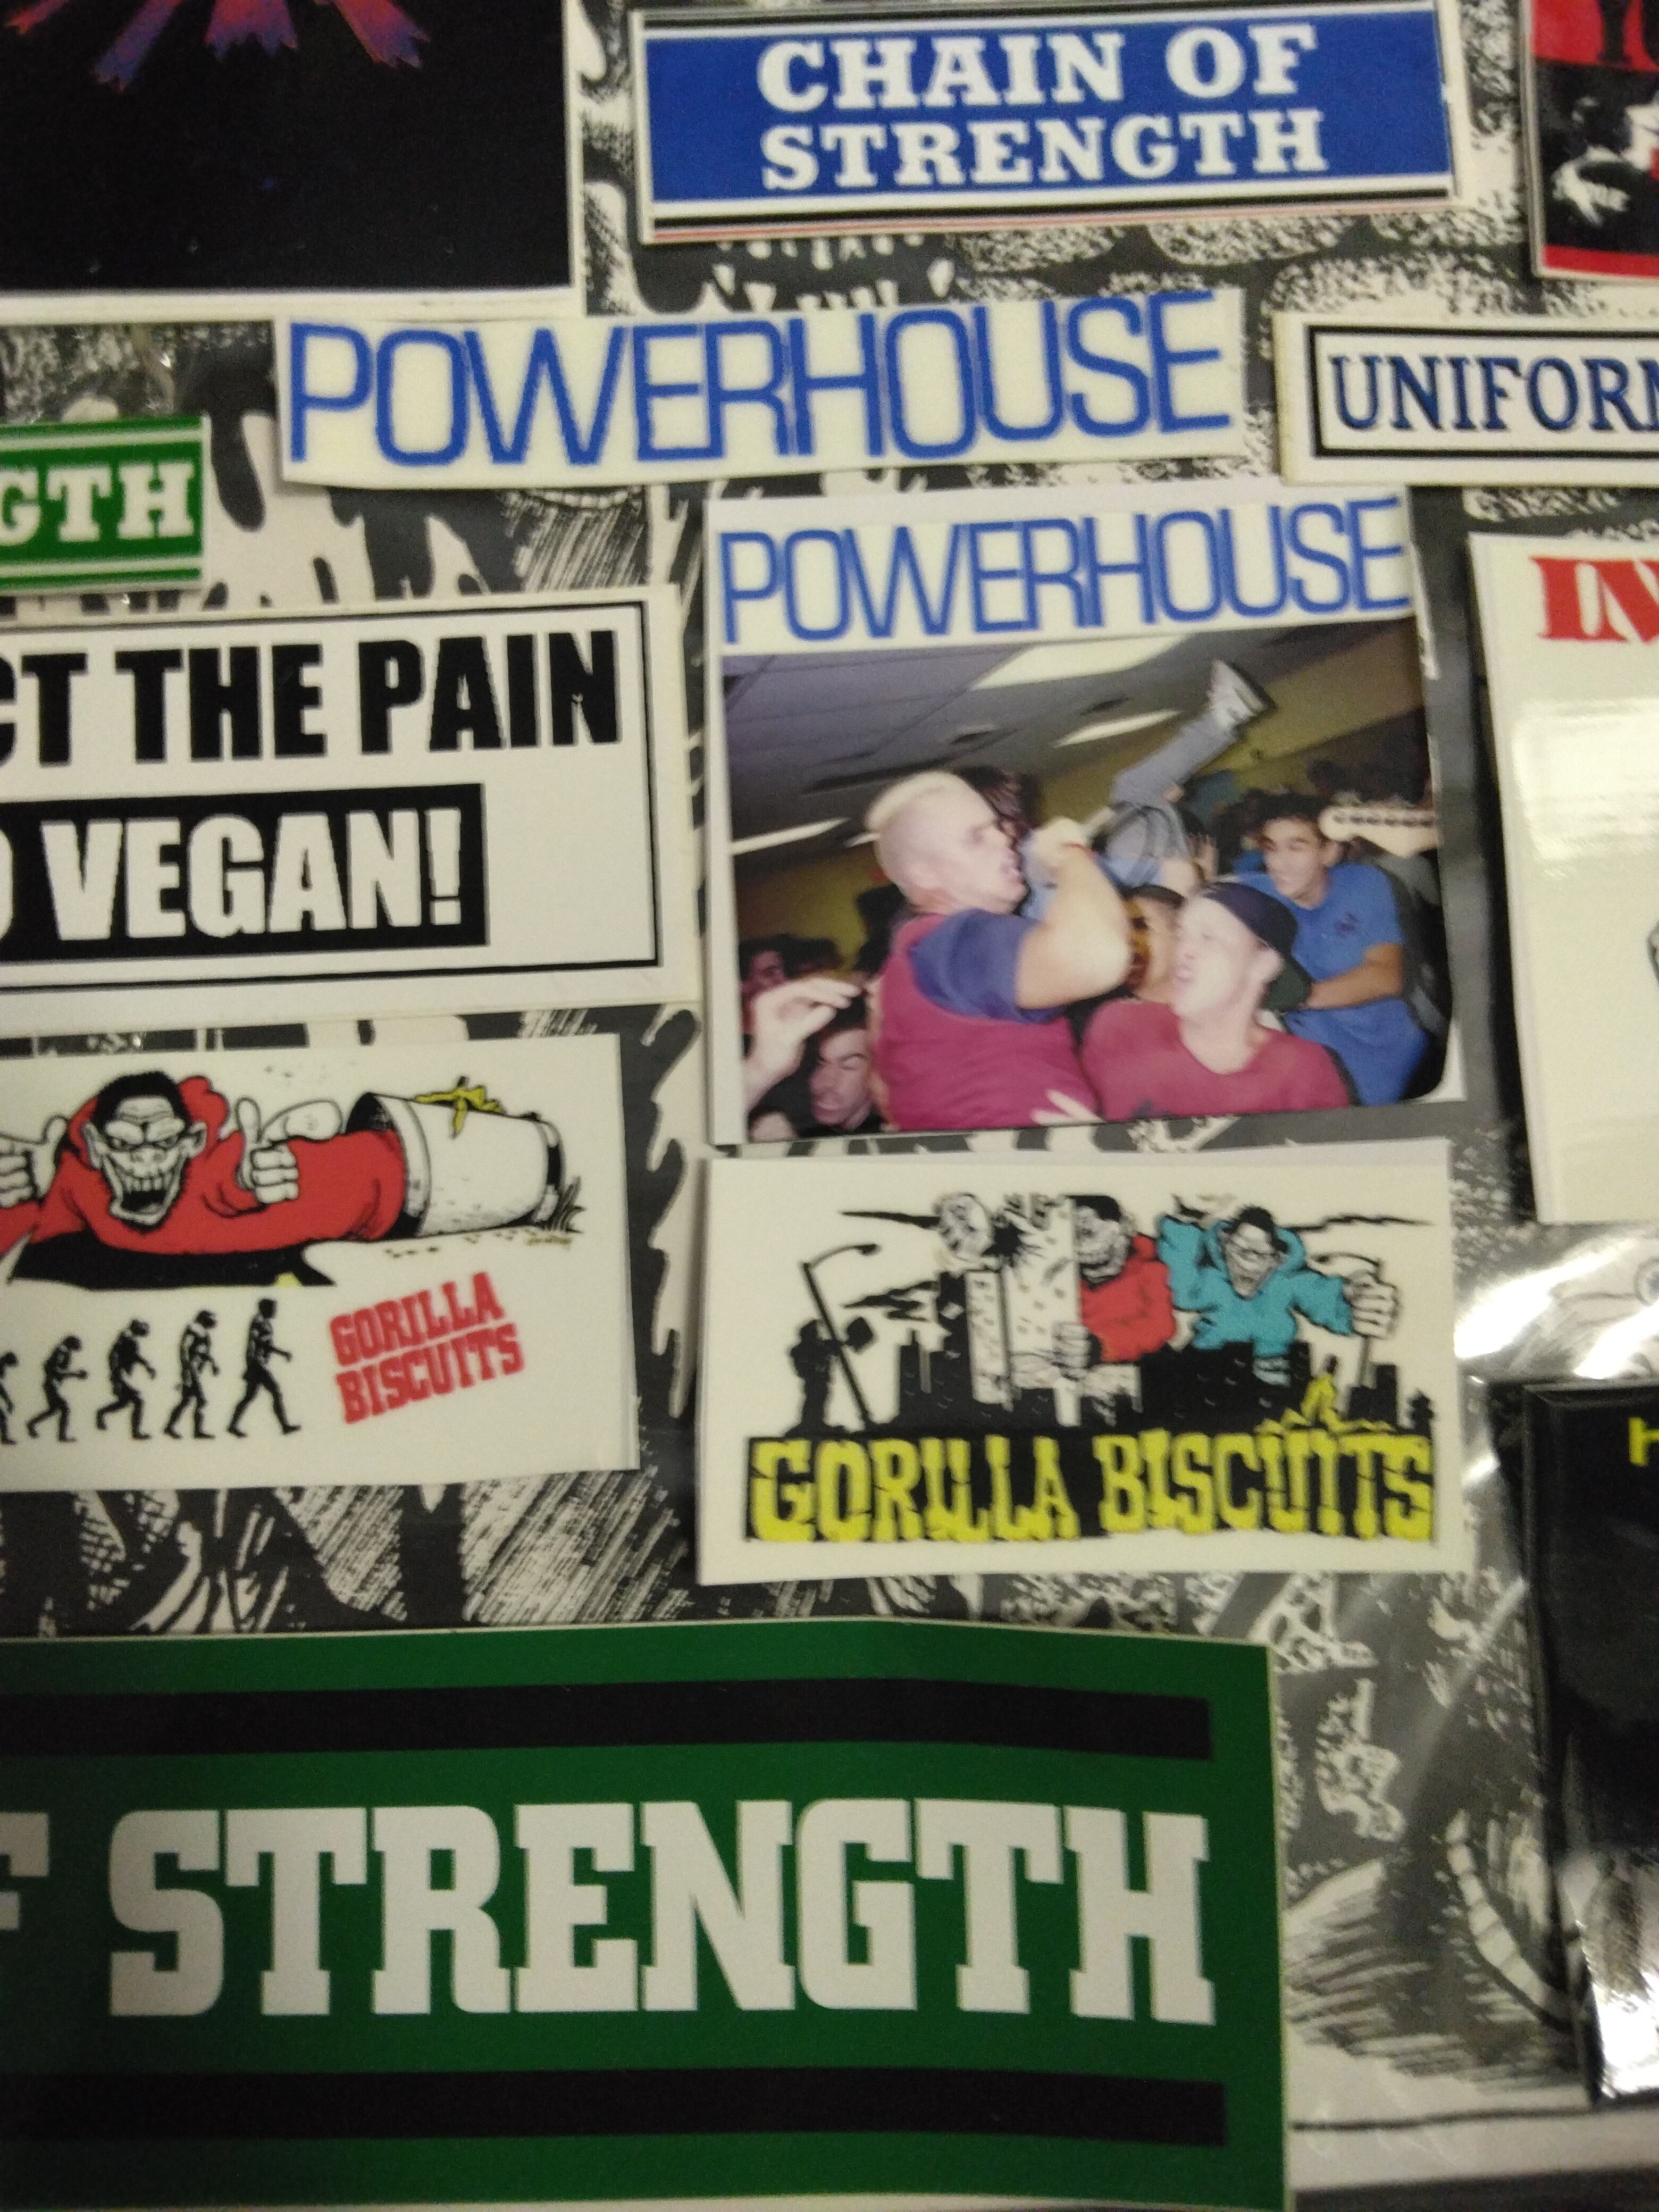 CHAIN OF
STRENGTH
POWERHOUSE
UNIFORM
GTH
POWERHOUSE
CT THE PAIN
VEGAN!
GORILLA
BISCUITS
GORILLA BISCUITS
F STRENGTH